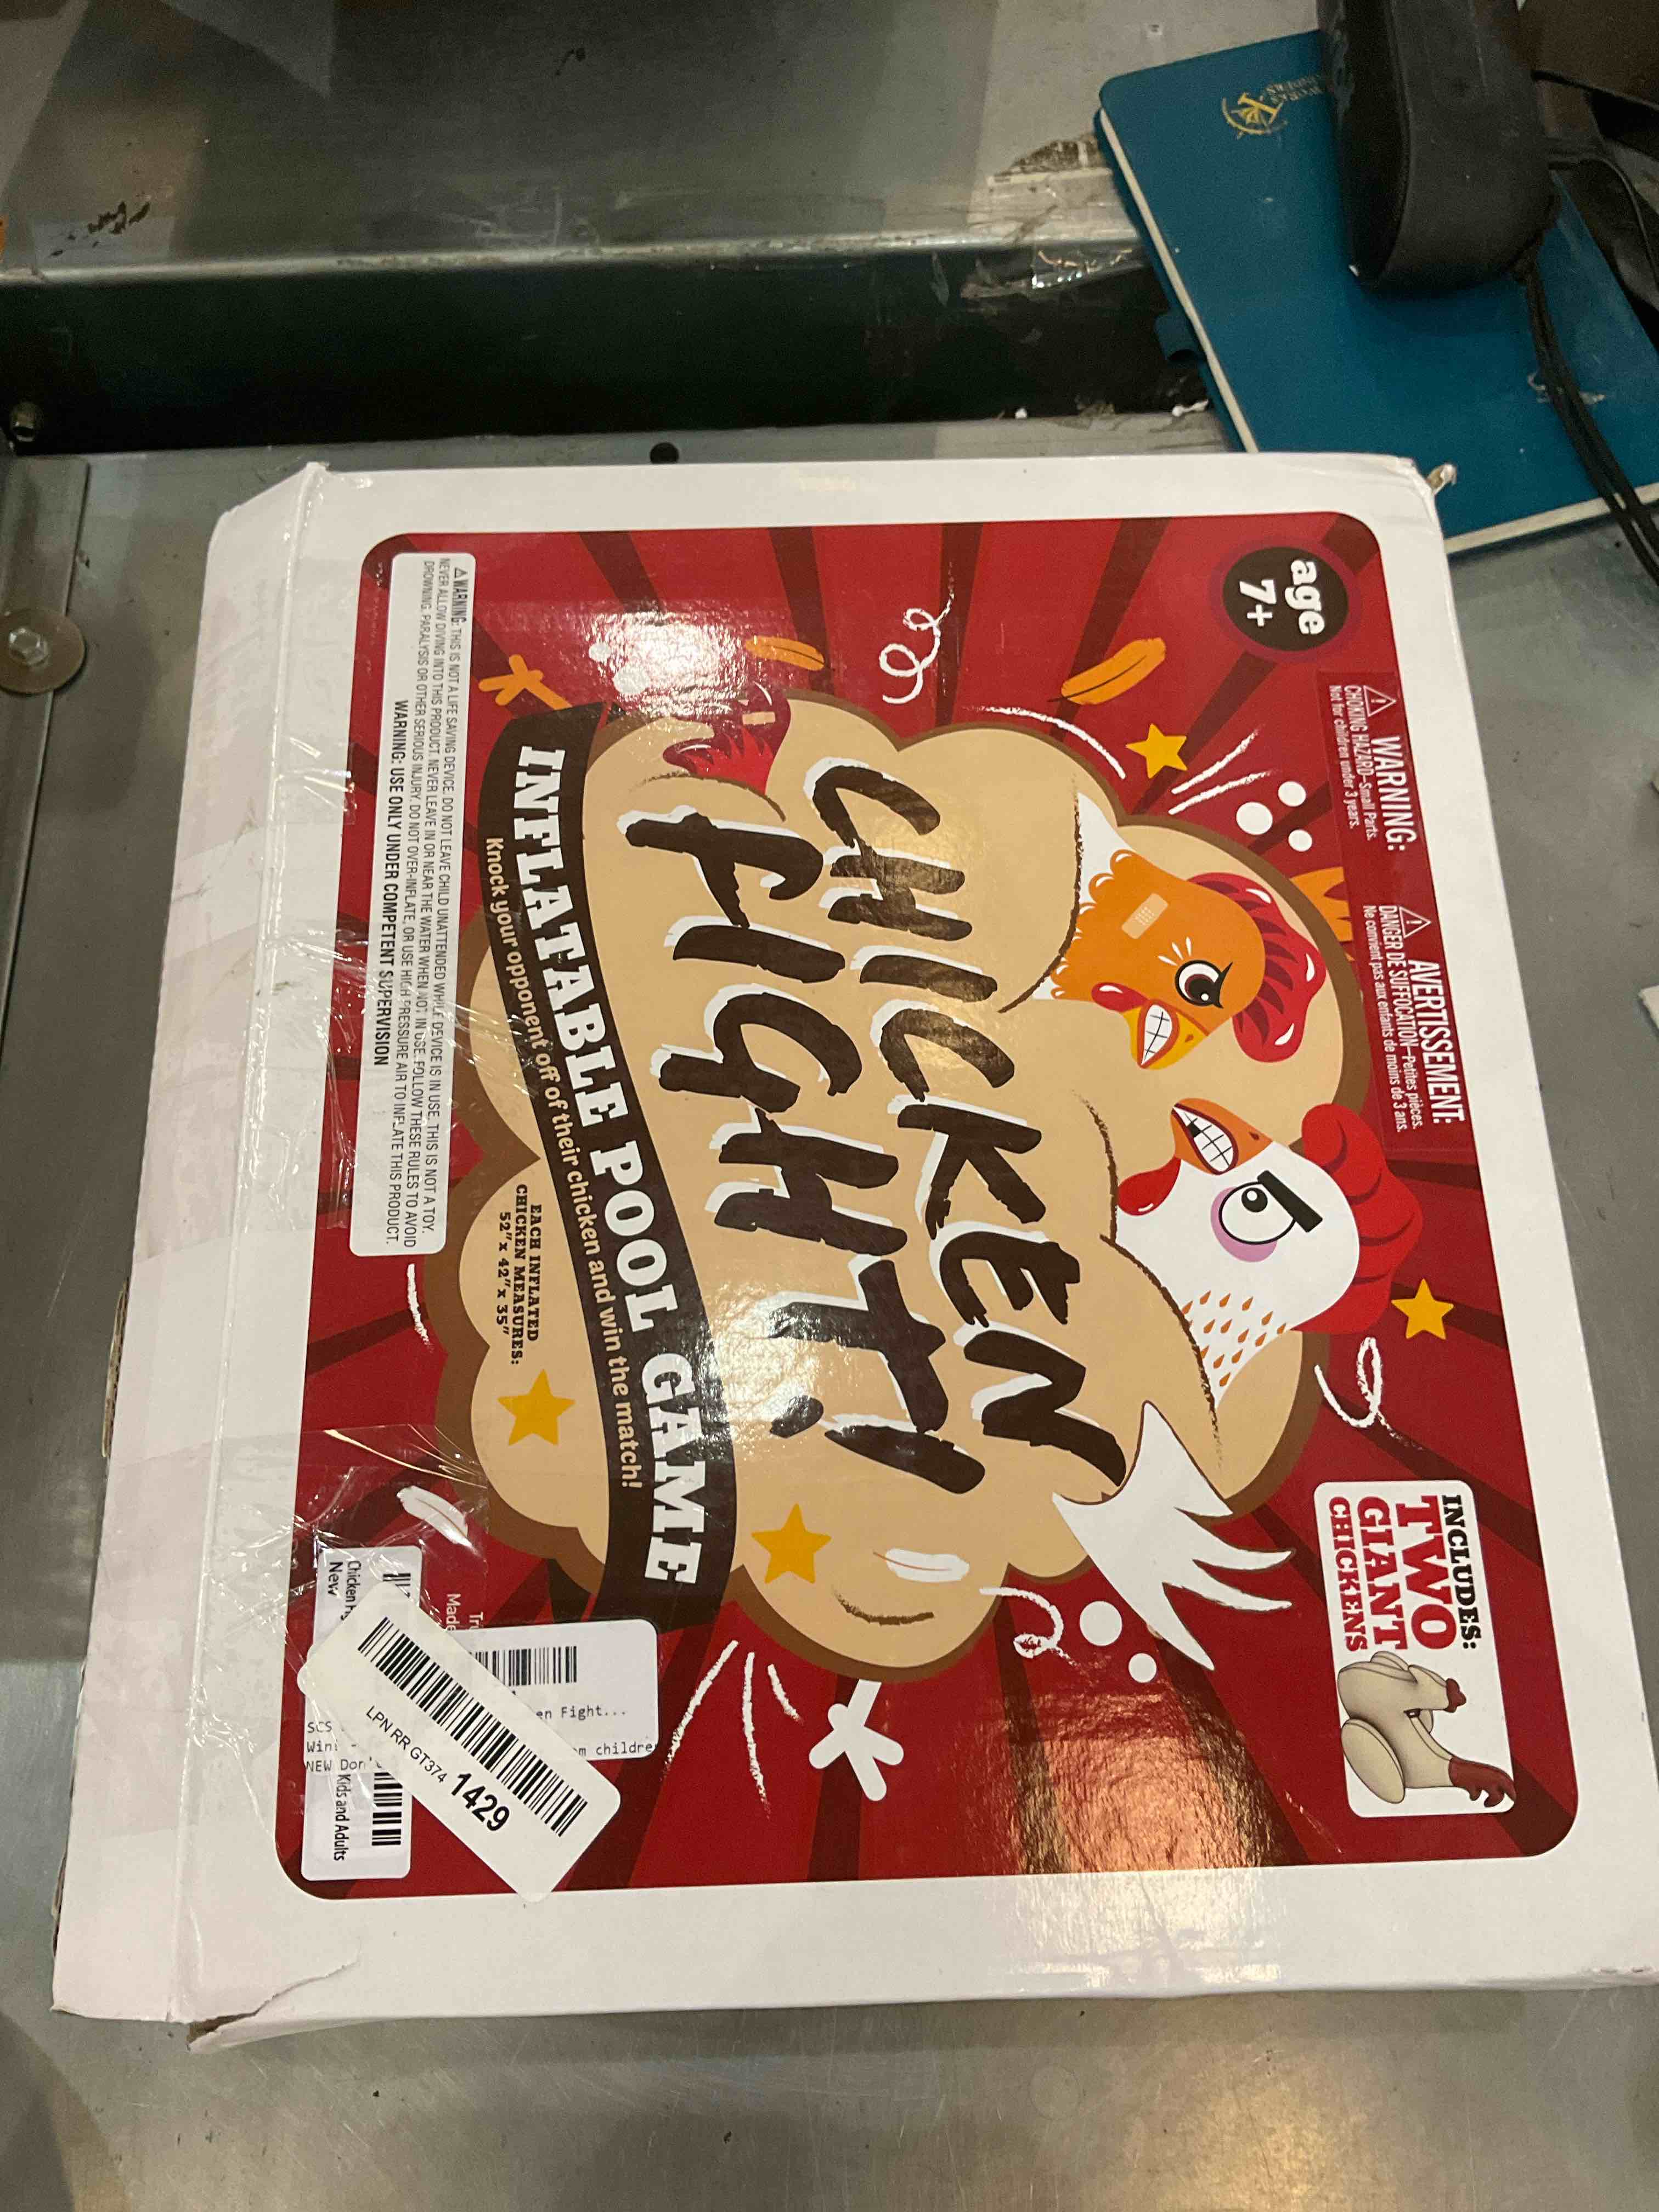 age
7+
⚠ WARNING:
CHOKING HAZARD–Small Parts.
Not for children under 3 years.
⚠ AVERTISSEMENT:
DANGER DE SUFFOCATION–Petites pièces.
Ne convient pas aux enfants de moins de 3 ans.
INCLUDES:
TWO
GIANT
CHICKENS
CHICKEN
FIGHT!
INFLATABLE POOL GAME
Knock your opponent off of their chicken and win the match!
EACH INFLATED
CHICKEN MEASURES:
52" x 42" x 35"
⚠ WARNING: THIS IS NOT A LIFE SAVING DEVICE. DO NOT LEAVE CHILD UNATTENDED WHILE DEVICE IS IN USE. THIS IS NOT A TOY.
NEVER ALLOW DIVING INTO THIS PRODUCT. NEVER LEAVE IN OR NEAR THE WATER WHEN NOT IN USE. FOLLOW THESE RULES TO AVOID
DROWNING, PARALYSIS OR OTHER SERIOUS INJURY. DO NOT OVER-INFLATE, OR USE HIGH PRESSURE AIR TO INFLATE THIS PRODUCT.
WARNING: USE ONLY UNDER COMPETENT SUPERVISION
Made
Chicken
New
Kids and Adults
Fight...
SCS
childre
NEW
LPN RR GT374 1429